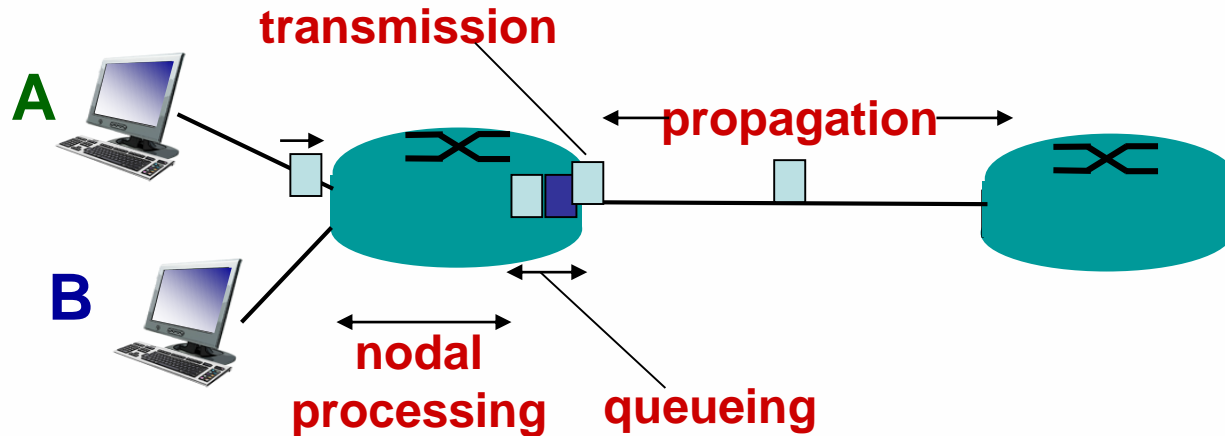 transmission
A
propagation
B
nodal
processing
queueing